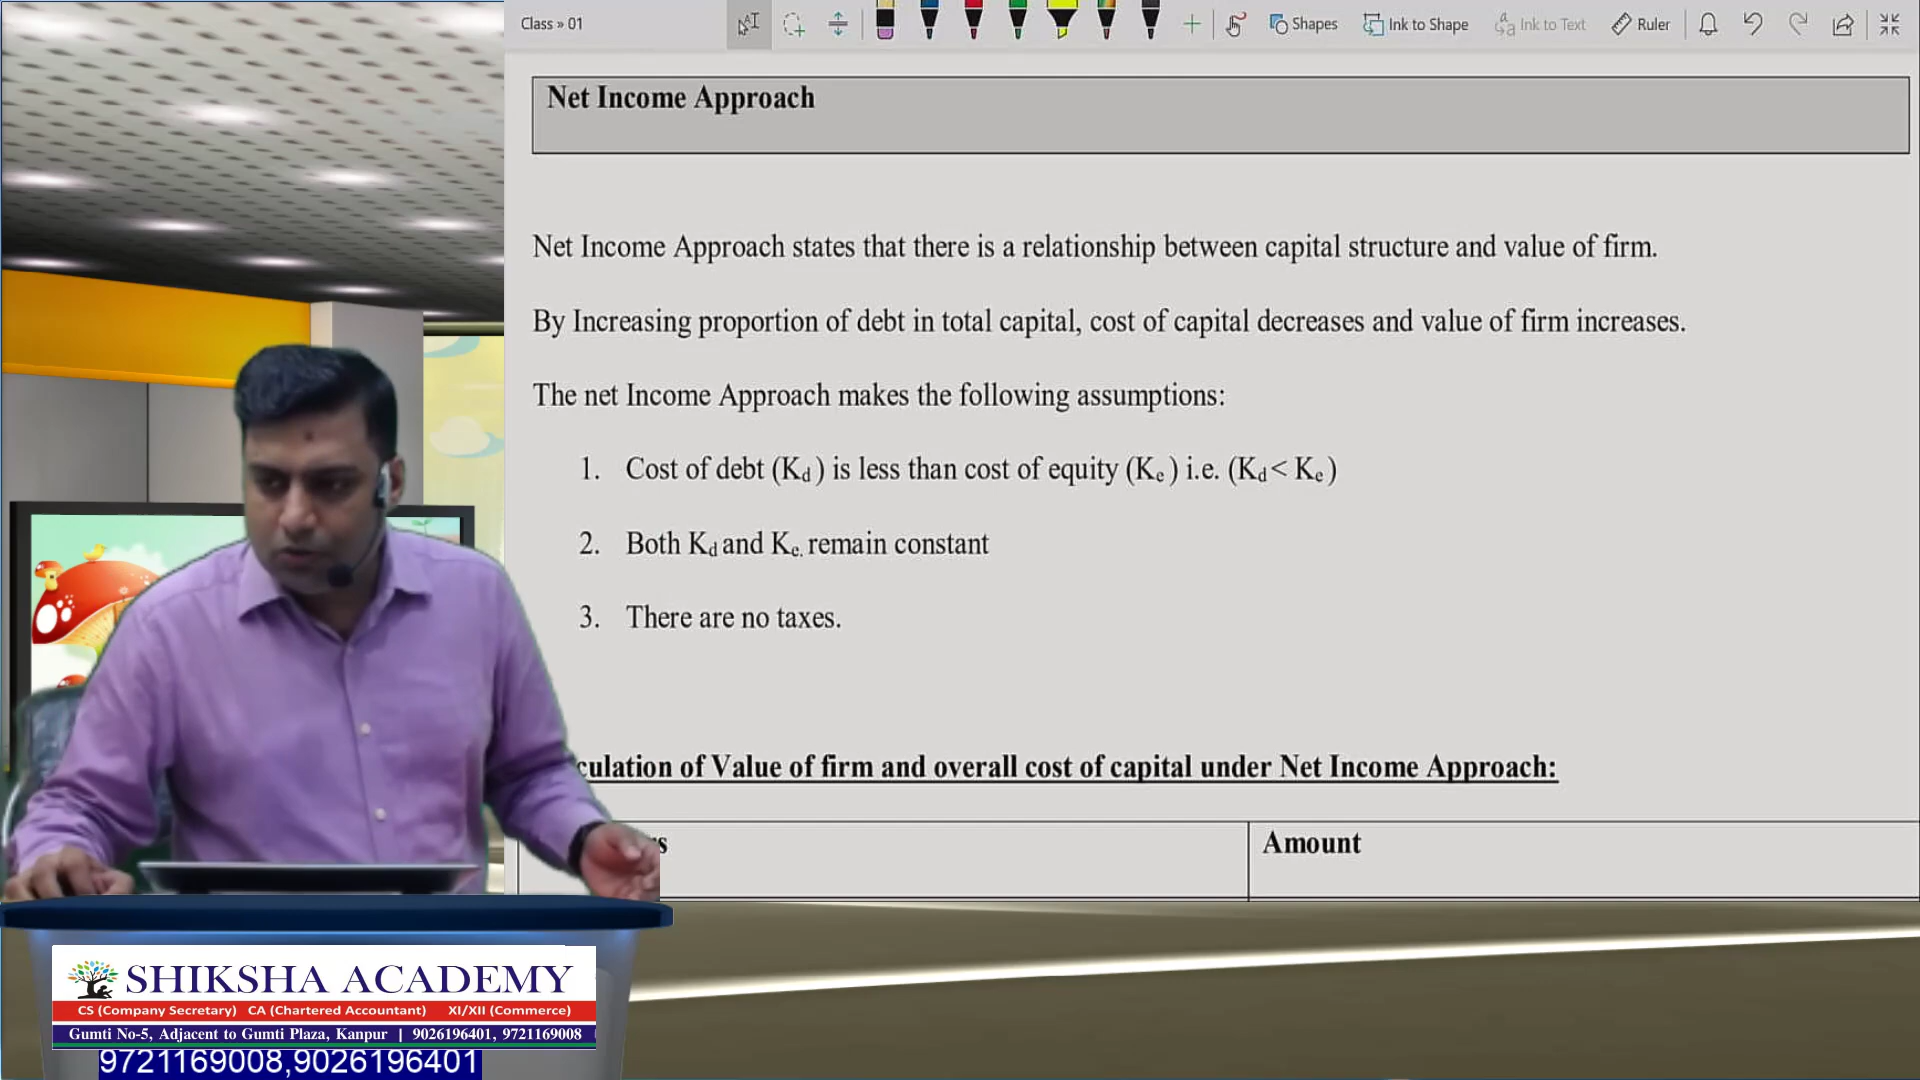 Class » 01
Shapes
Ink to Shape
Ink to Text
Ruler
Net Income Approach
Net Income Approach states that there is a relationship between capital structure and value of firm.
By Increasing proportion of debt in total capital, cost of capital decreases and value of firm increases.
The net Income Approach makes the following assumptions:
1. Cost of debt (Kd) is less than cost of equity (Ke) i.e. (Kd< Ke)
2. Both Kd and Ke. remain constant
3. There are no taxes.
culation of Value of firm and overall cost of capital under Net Income Approach:
Amount
SHIKSHA ACADEMY
CS (Company Secretary) CA (Chartered Accountant) XI/XII (Commerce)
Gumti No-5, Adjacent to Gumti Plaza, Kanpur | 9026196401, 9721169008
9721169008,9026196401